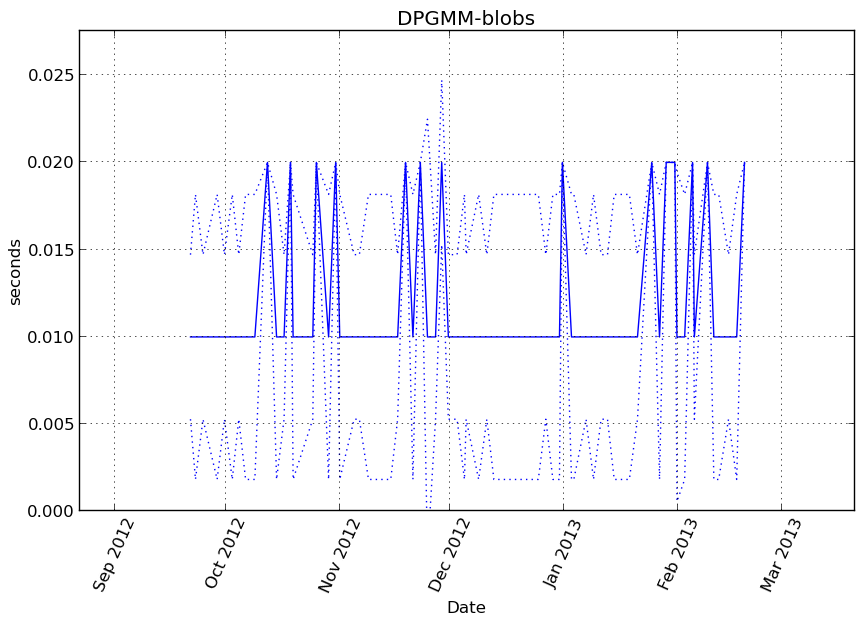 DPGMM-blobs
0.025
0.020
0.015
0.010
0.005
0.000
seconds
Sep 2012
Oct 2012
Nov 2012
Dec 2012
Jan 2013
Feb 2013
Mar 2013
Date